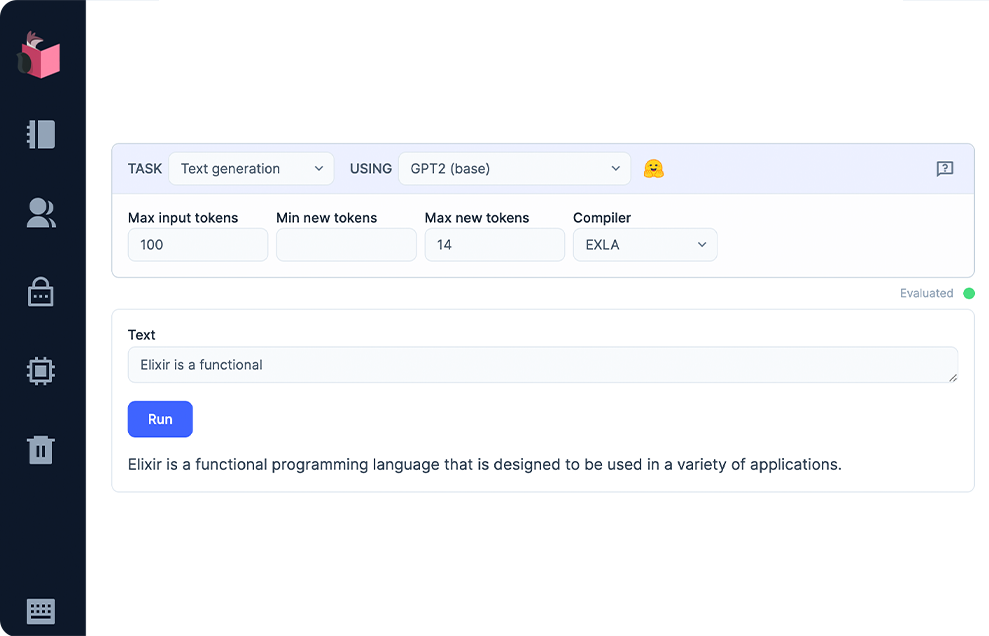 TASK Text generation USING GPT2 (base)
Max input tokens Min new tokens Max new tokens Compiler
100 14 EXLA
Evaluated
Text
Elixir is a functional
Run
Elixir is a functional programming language that is designed to be used in a variety of applications.